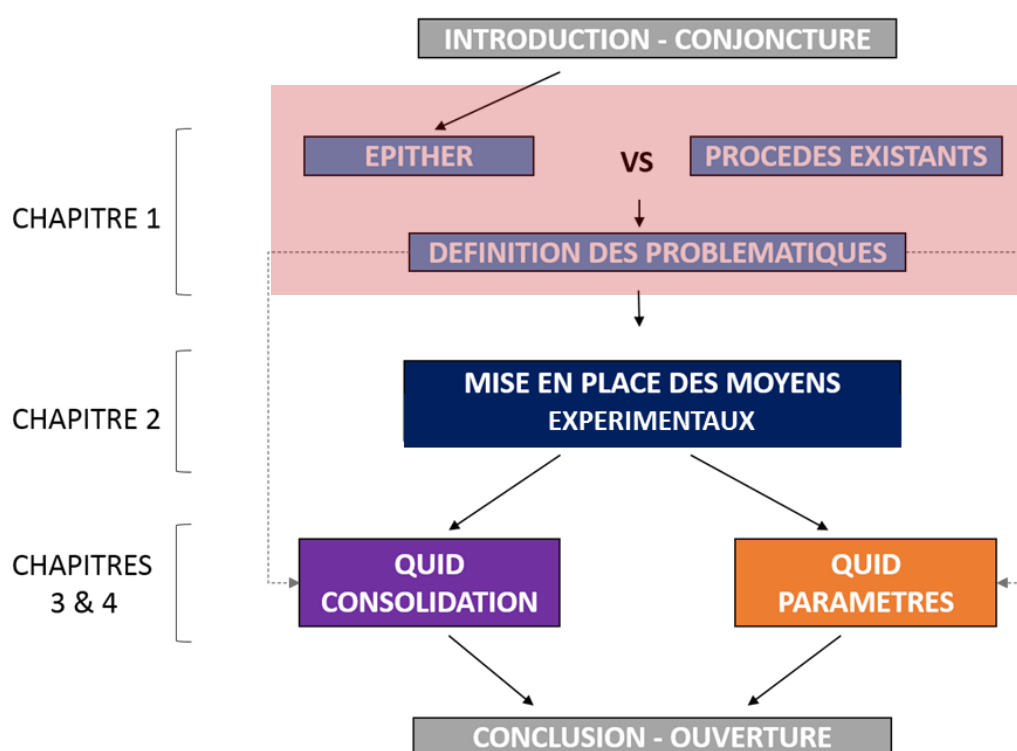 INTRODUCTION - CONJONCTURE
CHAPITRE 1
EPITHER
VS
PROCEDES EXISTANTS
DEFINITION DES PROBLEMATIQUES
CHAPITRE 2
MISE EN PLACE DES MOYENS
EXPERIMENTAUX
CHAPITRES
3 & 4
QUID
CONSOLIDATION
QUID
PARAMETRES
CONCLUSION - OUVERTURE